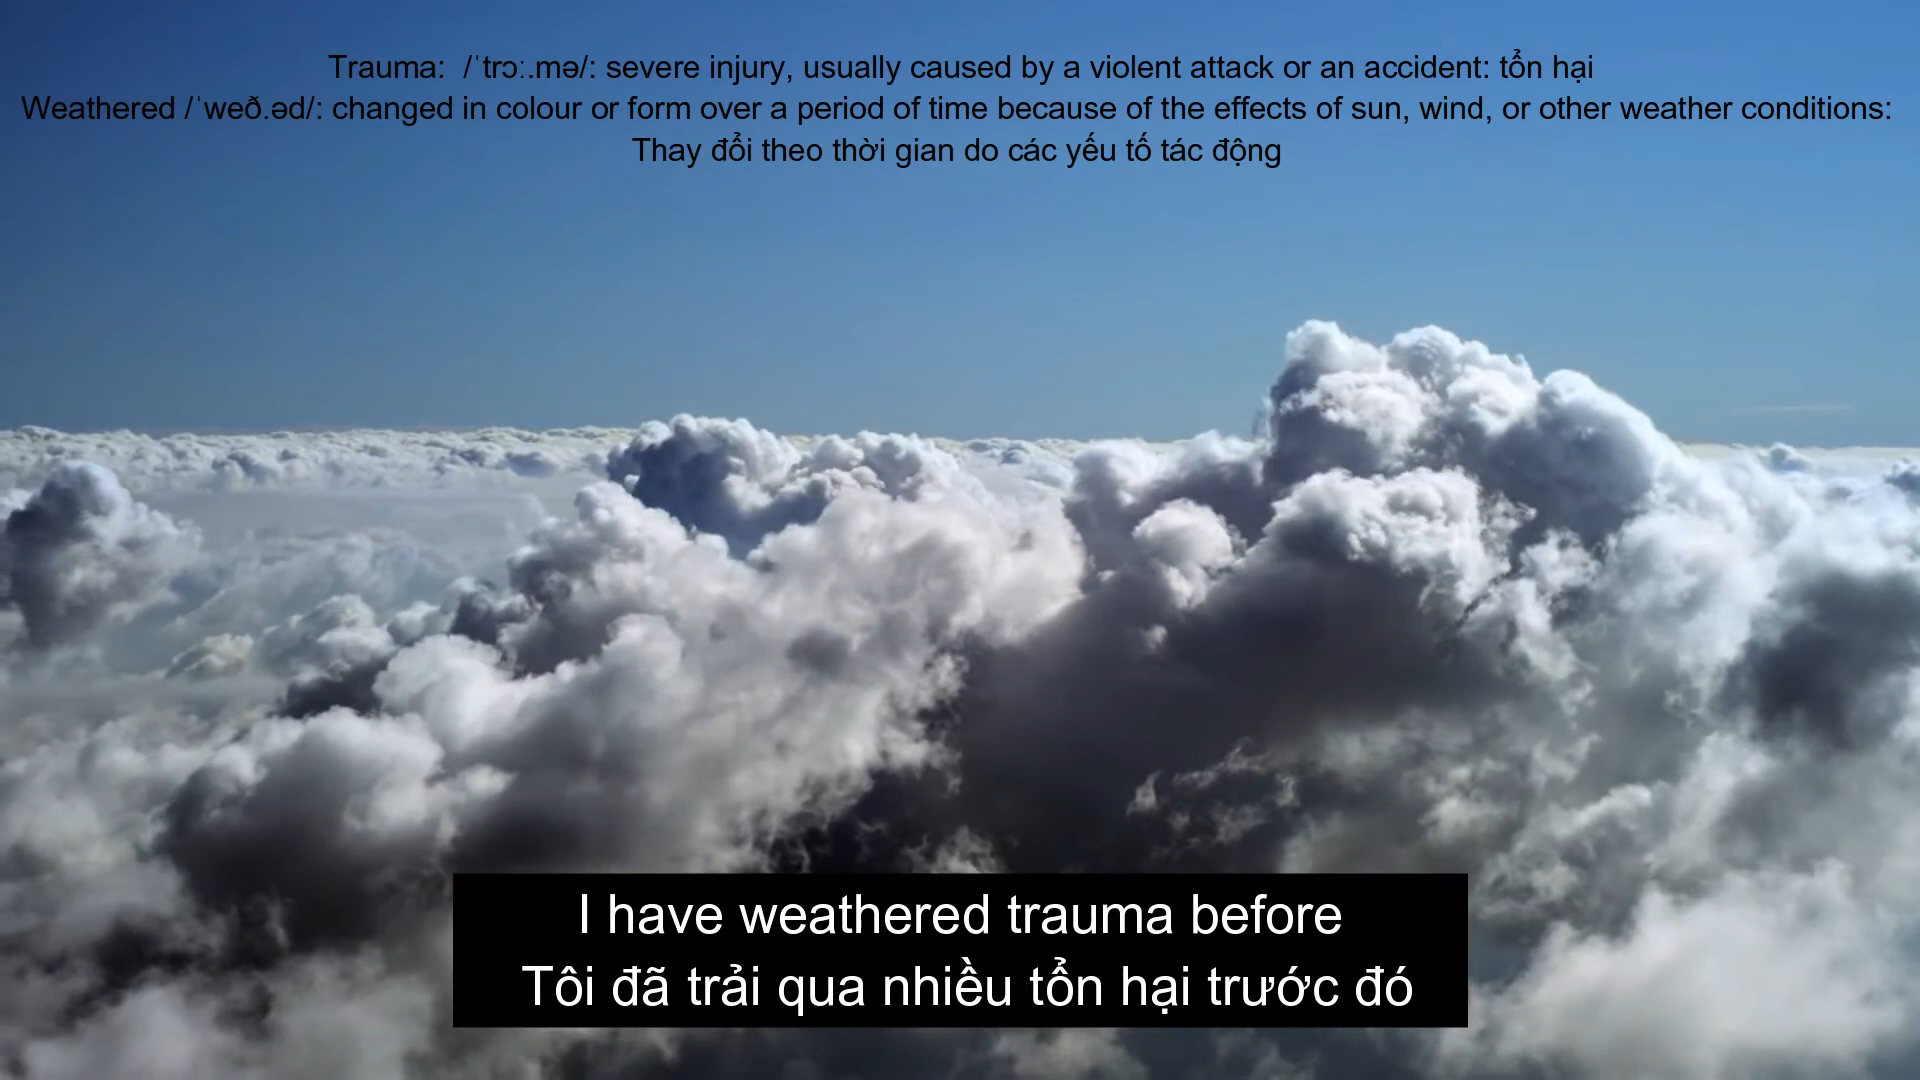 Trauma:  /ˈtrɔː.mə/: severe injury, usually caused by a violent attack or an accident: tổn hại
Weathered /ˈweð.əd/: changed in colour or form over a period of time because of the effects of sun, wind, or other weather conditions:
Thay đổi theo thời gian do các yếu tố tác động
I have weathered trauma before
Tôi đã trải qua nhiều tổn hại trước đó